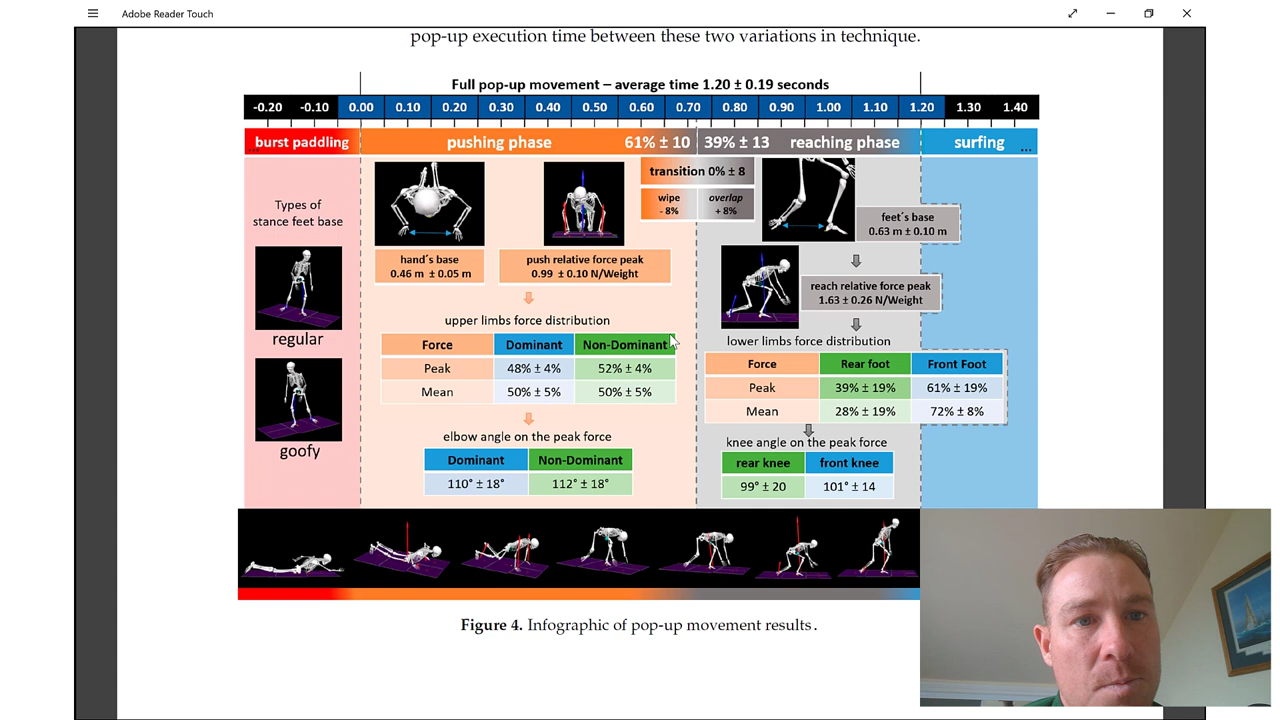 Adobe Reader Touch
pop-up execution time between these two variations in technique.
Full pop-up movement – average time 1.20 ± 0.19 seconds
-0.20 -0.10 0.00 0.10 0.20 0.30 0.40 0.50 0.60 0.70 0.80 0.90 1.00 1.10 1.20 1.30 1.40
... burst paddling pushing phase 61% ± 10 39% ± 13 reaching phase surfing ...
transition 0% ± 8
wipe
- 8%
overlap
+ 8%
Types of
stance feet base
regular
goofy
hand´s base
0.46 m ± 0.05 m
push relative force peak
0.99 ± 0.10 N/Weight
upper limbs force distribution
Force Dominant Non-Dominant
Peak 48% ± 4% 52% ± 4%
Mean 50% ± 5% 50% ± 5%
elbow angle on the peak force
Dominant Non-Dominant
110° ± 18° 112° ± 18°
feet´s base
0.63 m ± 0.10 m
reach relative force peak
1.63 ± 0.26 N/Weight
lower limbs force distribution
Force Rear foot Front Foot
Peak 39% ± 19% 61% ± 19%
Mean 28% ± 19% 72% ± 8%
knee angle on the peak force
rear knee front knee
99° ± 20 101° ± 14
Figure 4. Infographic of pop-up movement results.